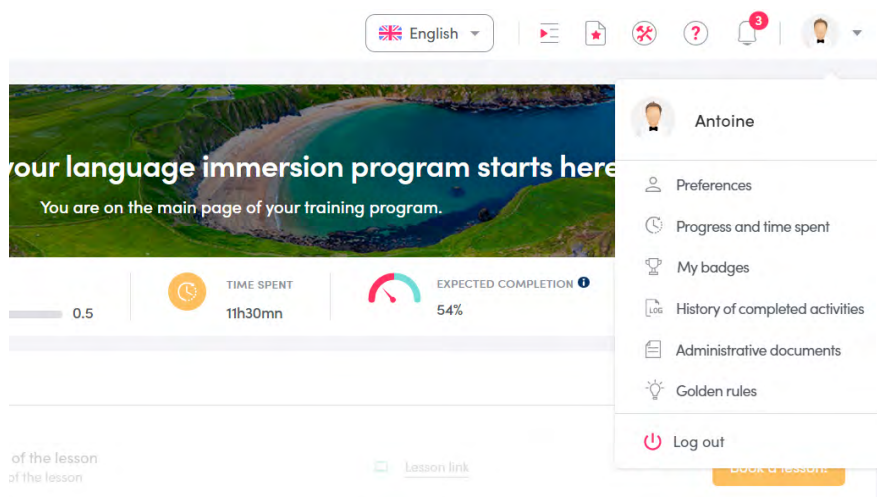 English
?
3
Antoine
your language immersion program starts here
You are on the main page of your training program.
Preferences
Progress and time spent
My badges
LOG History of completed activities
Administrative documents
Golden rules
Log out
0.5
TIME SPENT
11h30mn
EXPECTED COMPLETION i
54%
of the lesson
of the lesson
Lesson link
Book a lesson!